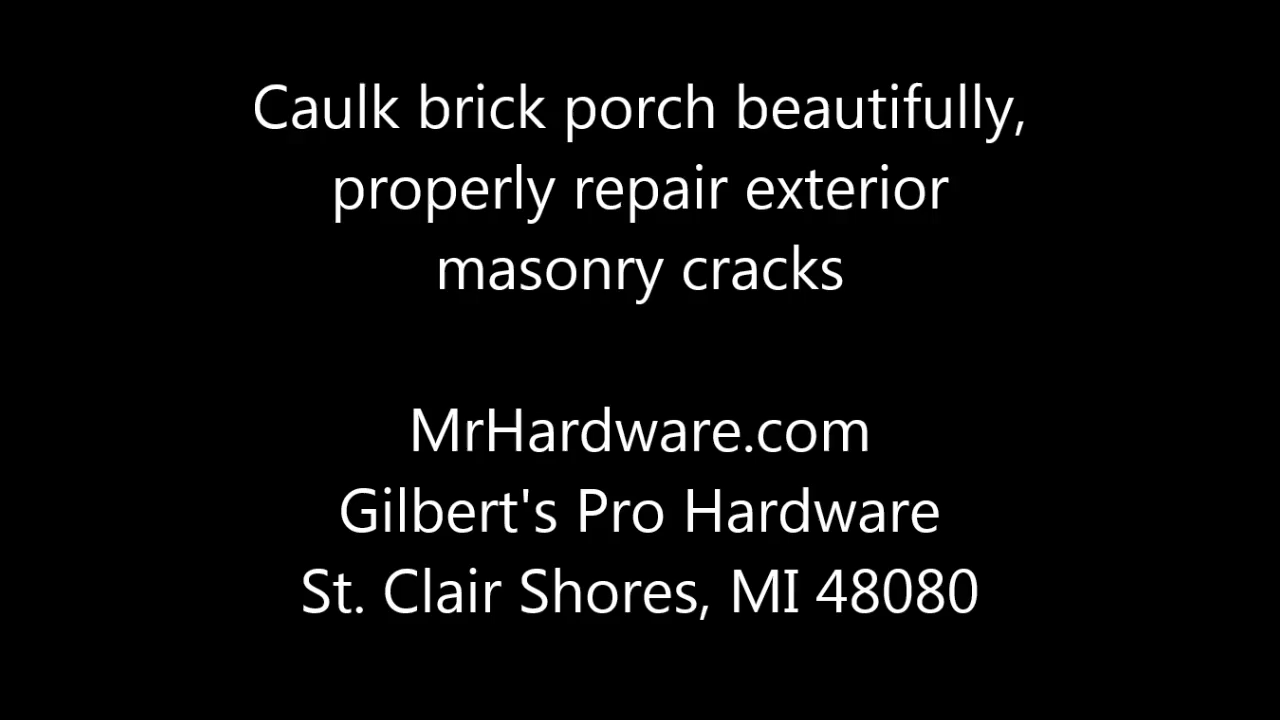 Caulk brick porch beautifully,
properly repair exterior
masonry cracks
MrHardware.com
Gilbert's Pro Hardware
St. Clair Shores, MI 48080